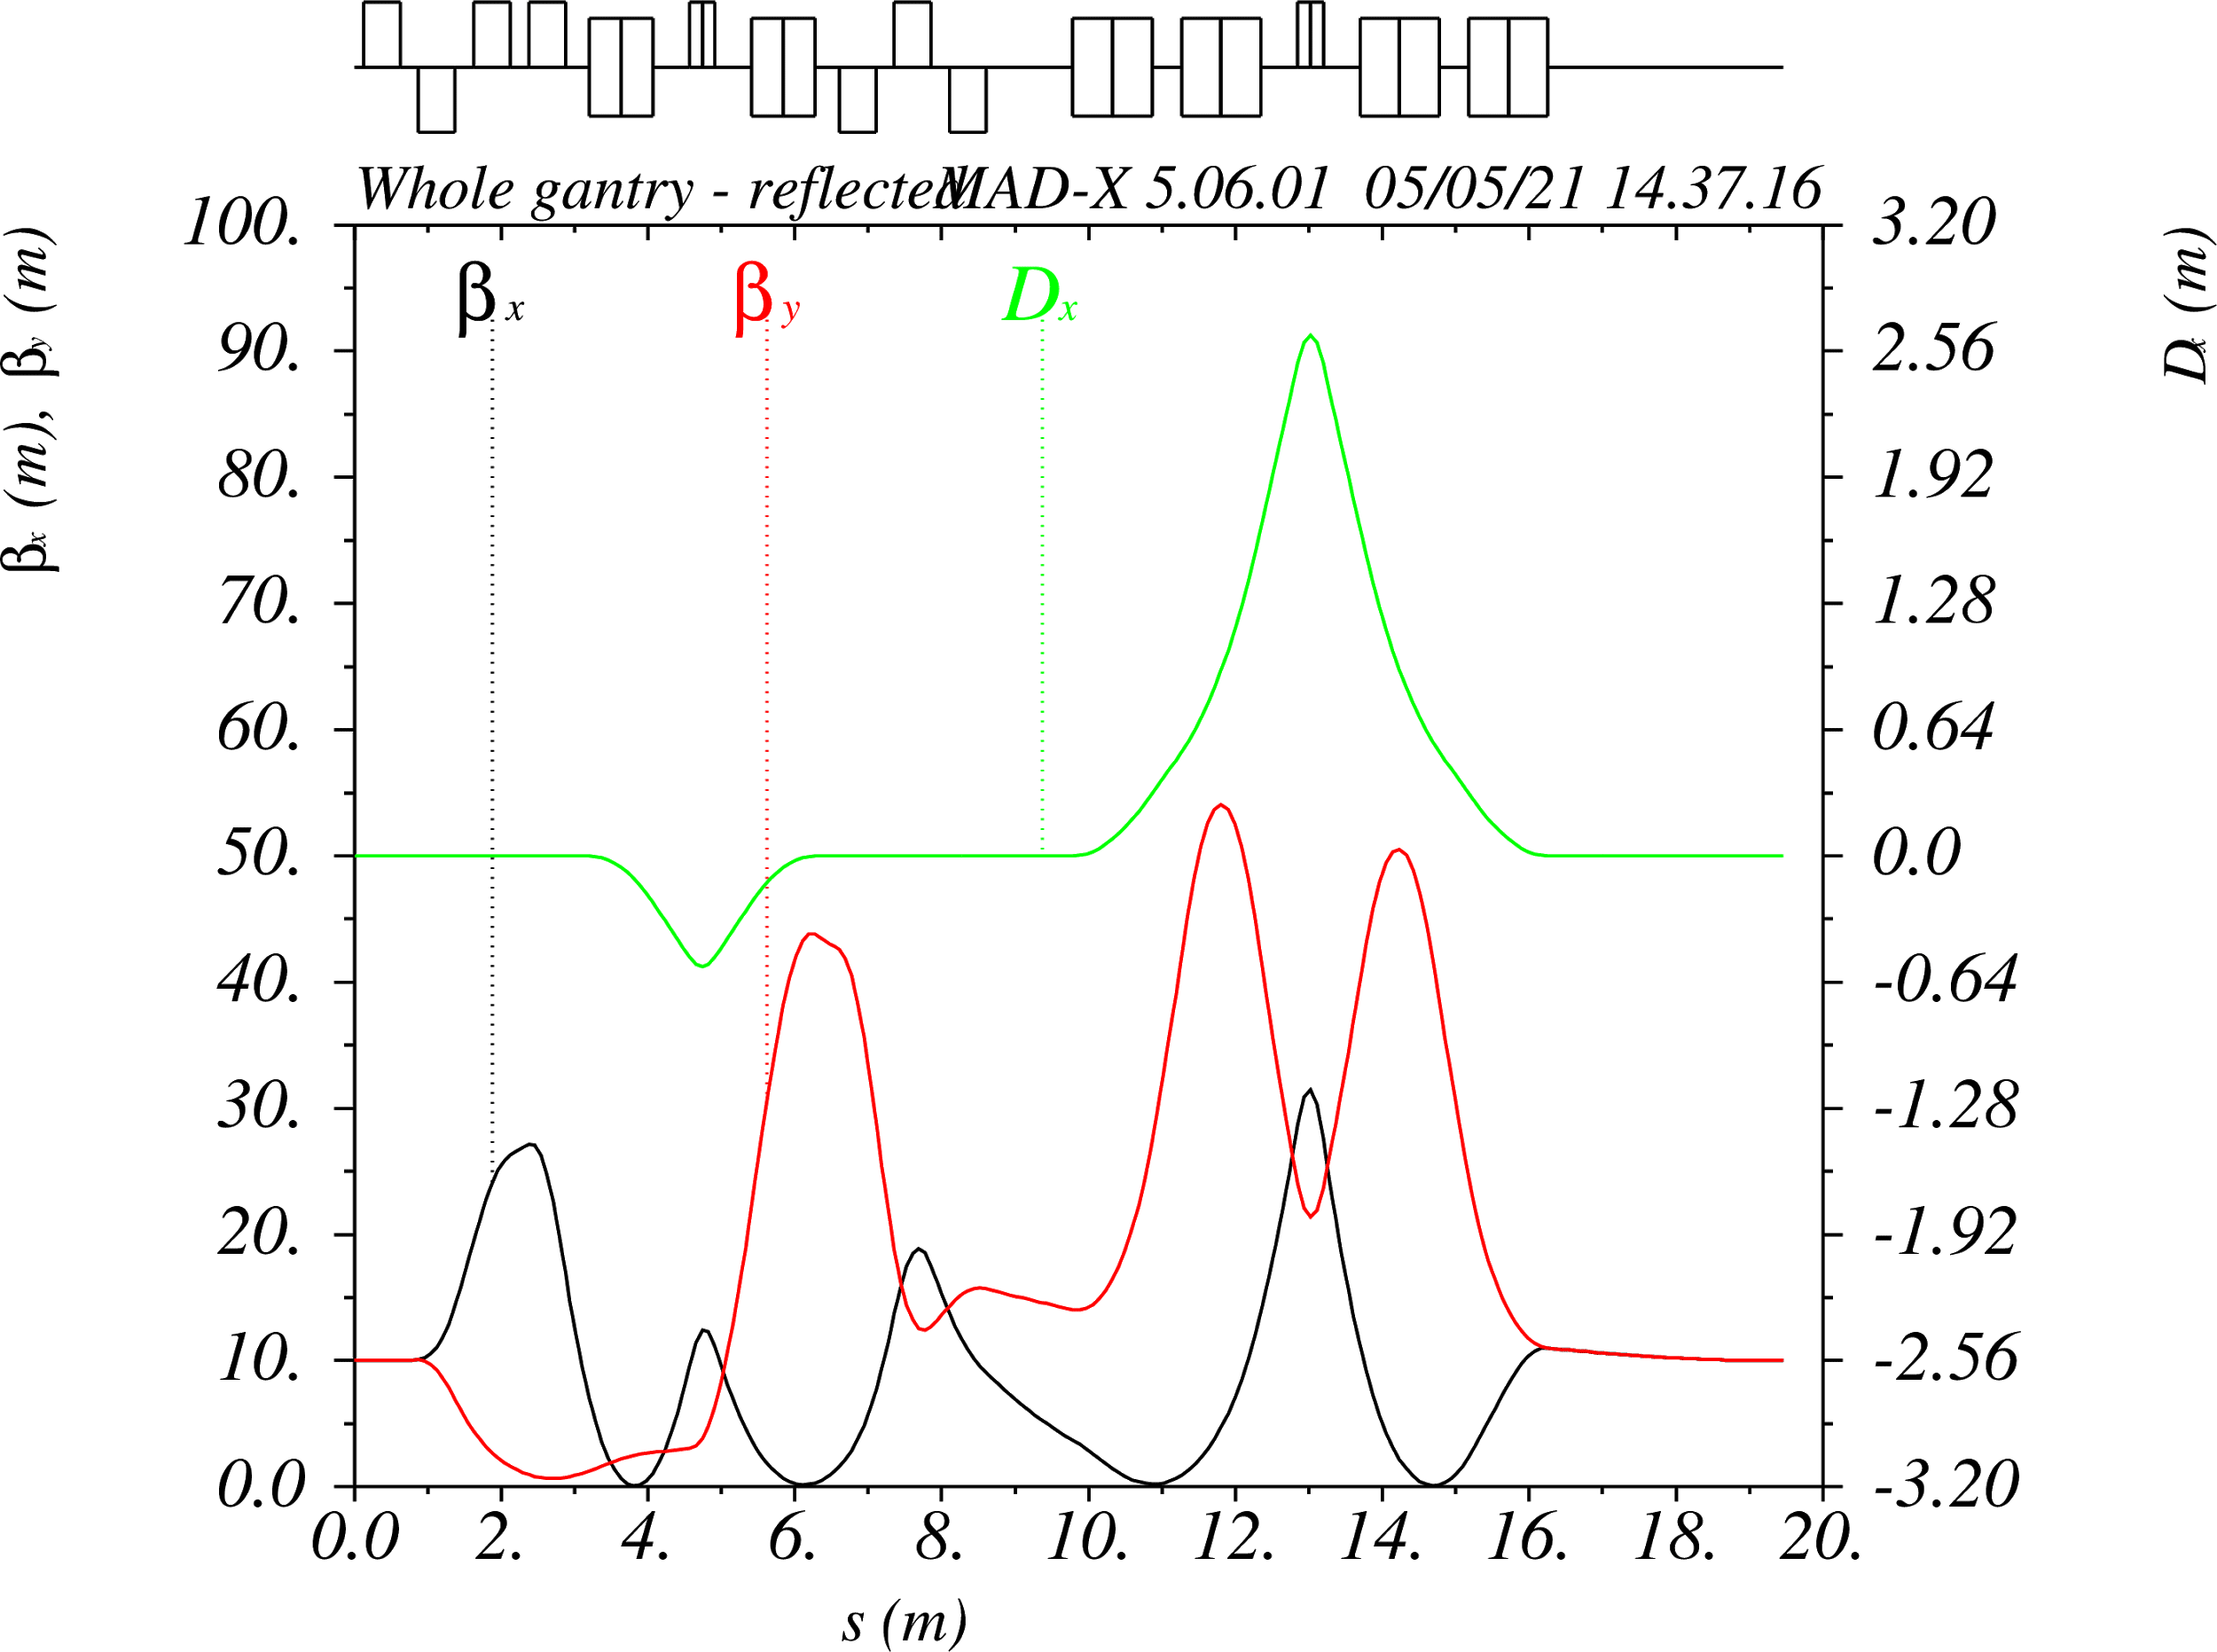 Whole gantry - reflected MAD-X 5.06.01 05/05/21 14.37.16
βx (m), βy (m)
Dx (m)
βx βy Dx
100. 3.20
90. 2.56
80. 1.92
70. 1.28
60. 0.64
50. 0.0
40. -0.64
30. -1.28
20. -1.92
10. -2.56
0.0 -3.20
0.0 2. 4. 6. 8. 10. 12. 14. 16. 18. 20.
s (m)